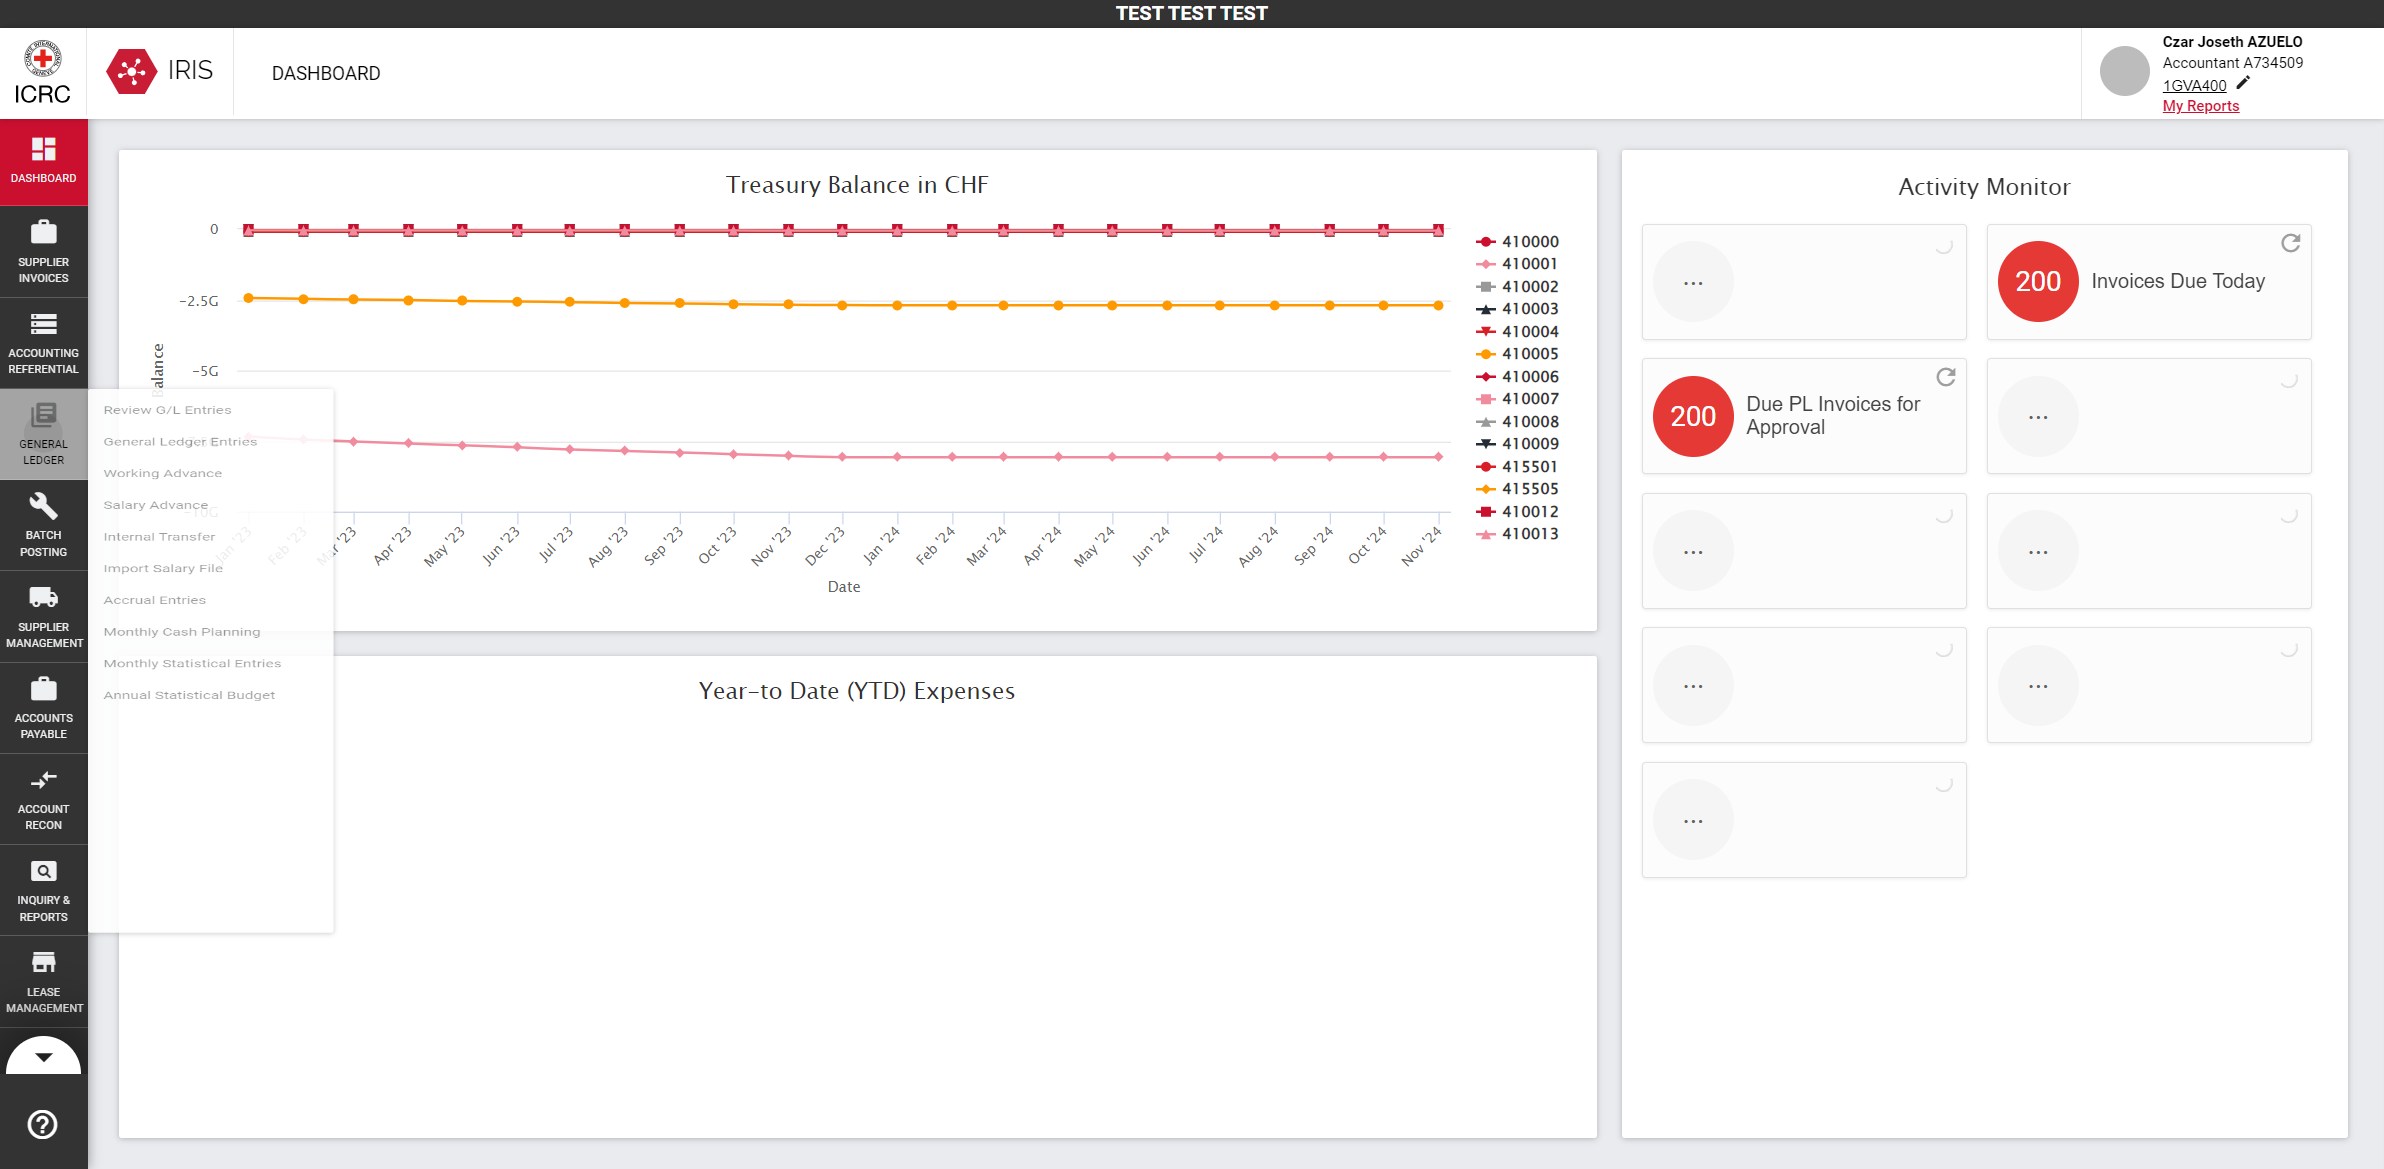 TEST TEST TEST
COMITE INTERNATIONAL GENEVE
ICRC
IRIS
DASHBOARD
Czar Joseth AZUELO
Accountant A734509
1GVA400
My Reports
DASHBOARD
SUPPLIER
INVOICES
ACCOUNTING
REFERENTIAL
GENERAL
LEDGER
BATCH
POSTING
SUPPLIER
MANAGEMENT
ACCOUNTS
PAYABLE
ACCOUNT
RECON
INQUIRY &
REPORTS
LEASE
MANAGEMENT
Review G/L Entries
General Ledger Entries
Working Advance
Salary Advance
Internal Transfer
Import Salary File
Accrual Entries
Monthly Cash Planning
Monthly Statistical Entries
Annual Statistical Budget
Treasury Balance in CHF
Balance
0
-2.5G
-5G
-10G
Jan '23
Feb '23
Mar '23
Apr '23
May '23
Jun '23
Jul '23
Aug '23
Sep '23
Oct '23
Nov '23
Dec '23
Jan '24
Feb '24
Mar '24
Apr '24
May '24
Jun '24
Jul '24
Aug '24
Sep '24
Oct '24
Nov '24
Date
410000
410001
410002
410003
410004
410005
410006
410007
410008
410009
415501
415505
410012
410013
Year-to Date (YTD) Expenses
Activity Monitor
...
200 Invoices Due Today
200 Due PL Invoices for
Approval
...
...
...
...
...
...